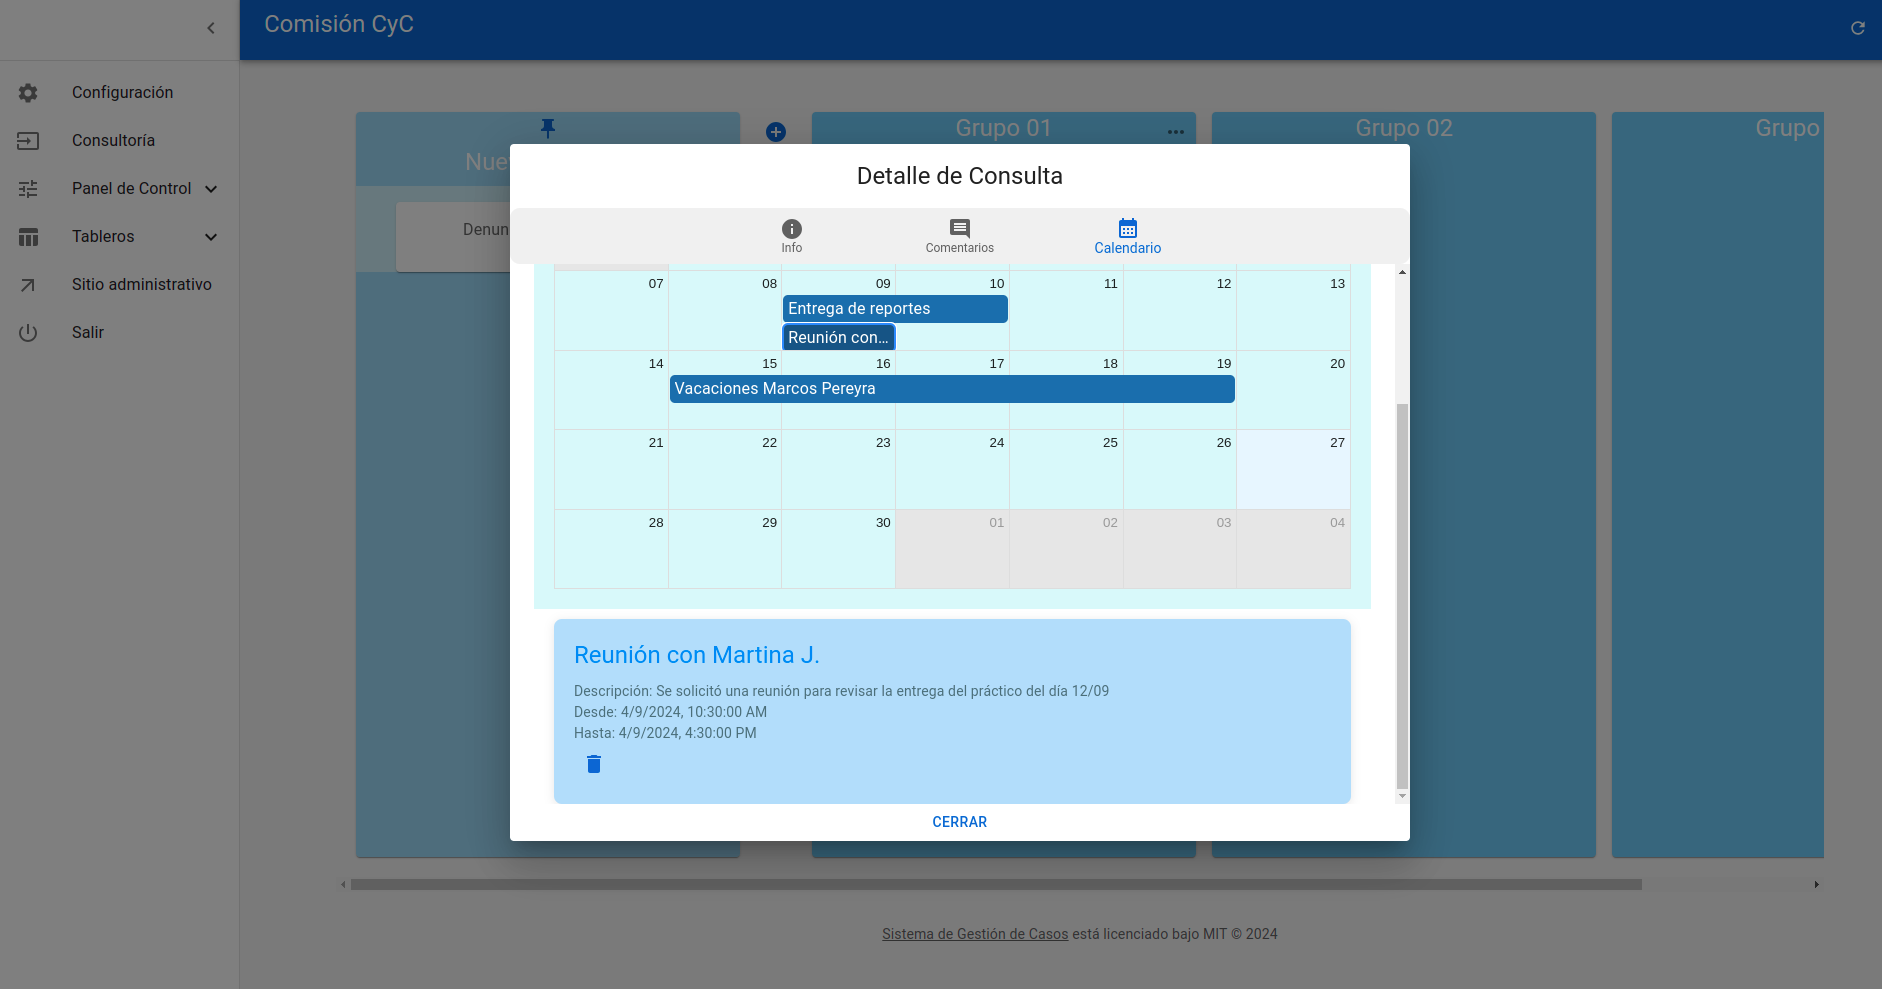 Comisión CyC
Configuración
Consultoría
Panel de Control
Tableros
Sitio administrativo
Salir
Grupo 01
Grupo 02
Grupo
Detalle de Consulta
Info
Comentarios
Calendario
07 08 09 10 11 12 13
Entrega de reportes
Reunión con...
14 15 16 17 18 19 20
Vacaciones Marcos Pereyra
21 22 23 24 25 26 27
28 29 30 01 02 03 04
Reunión con Martina J.
Descripción: Se solicitó una reunión para revisar la entrega del práctico del día 12/09
Desde: 4/9/2024, 10:30:00 AM
Hasta: 4/9/2024, 4:30:00 PM
CERRAR
Sistema de Gestión de Casos está licenciado bajo MIT © 2024